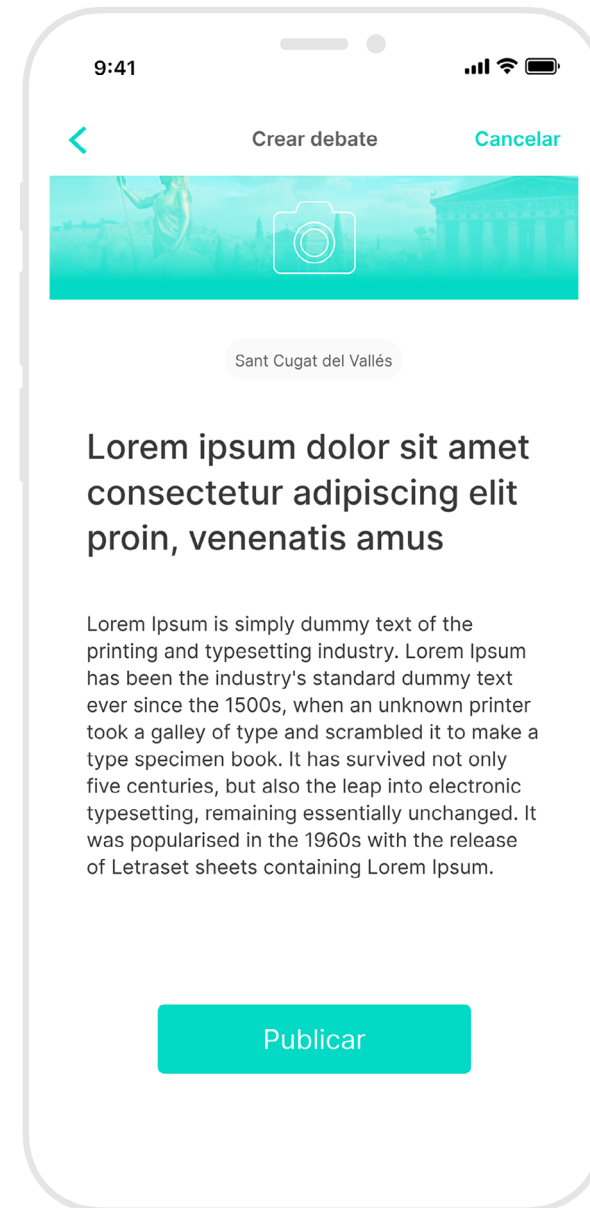 9:41
Crear debate
Cancelar
Sant Cugat del Vallés
Lorem ipsum dolor sit amet
consectetur adipiscing elit
proin, venenatis amus
Lorem Ipsum is simply dummy text of the
printing and typesetting industry. Lorem Ipsum
has been the industry's standard dummy text
ever since the 1500s, when an unknown printer
took a galley of type and scrambled it to make a
type specimen book. It has survived not only
five centuries, but also the leap into electronic
typesetting, remaining essentially unchanged. It
was popularised in the 1960s with the release
of Letraset sheets containing Lorem Ipsum.
Publicar